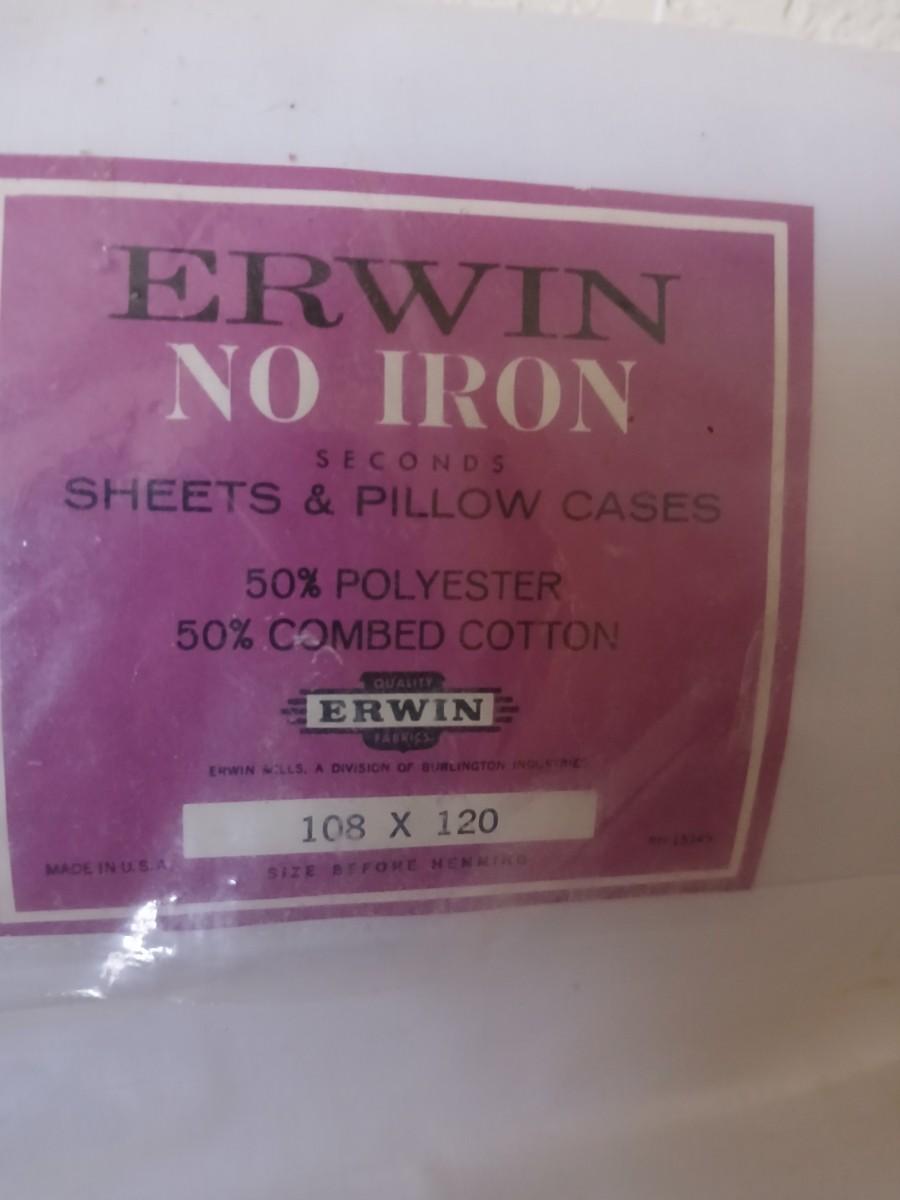 ERWIN
NO IRON
SECONDS
SHEETS & PILLOW CASES
50% POLYESTER
50% COMBED COTTON
QUALITY
ERWIN
FABRICS
ERWIN MILLS, A DIVISION OF BURLINGTON INDUSTRIES
108 X 120
MADE IN U.S.A.
SIZE BEFORE HEMMING